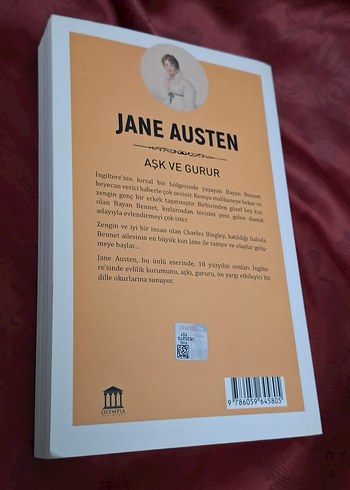 JANE AUSTEN
AŞK VE GURUR
İngiltere'nin kırsal bir bölgesinde yaşayan Bayan Bennet
heyecan verici haberle çok sevinir: Komşu malikaneye bekar ve
zengin genç bir erkek taşınmıştır. Birbirinden güzel beş kızı
olan Bayan Bennet, kızlarından birisini yeni gelen damat
adayıyla evlendirmeyi çok ister.
Zengin ve iyi bir insan olan Charles Bingley, katıldığı baloda
Bennet ailesinin en büyük kızı Jane ile tanışır ve olaylar geliş-
meye başlar...
Jane Austen, bu ünlü eserinde, 18 yüzyılın sonları İngilte-
re'sinde evlilik kurumunu, aşkı, gururu, ön yargı etkileyici bir
dille okurlarına sunuyor.
OLYMPIA
9 786059 645805